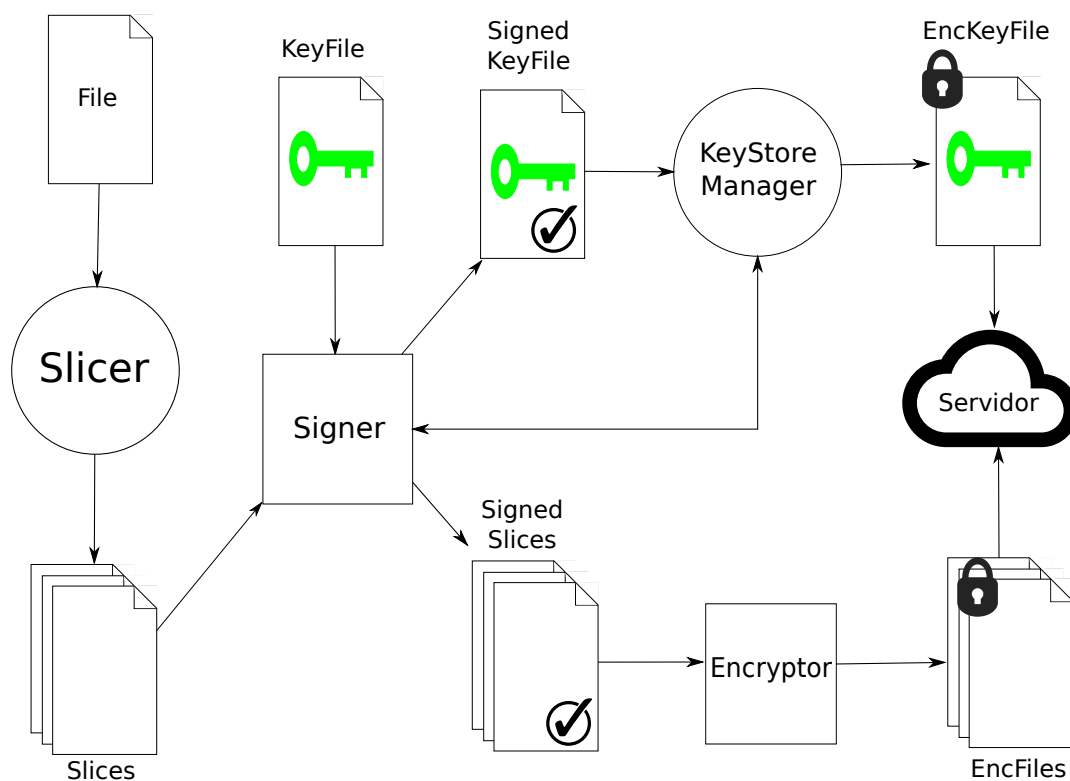 File
KeyFile
Signed
KeyFile
EncKeyFile
KeyStore
Manager
Slicer
Signer
Servidor
Signed
Slices
Encryptor
Slices
EncFiles